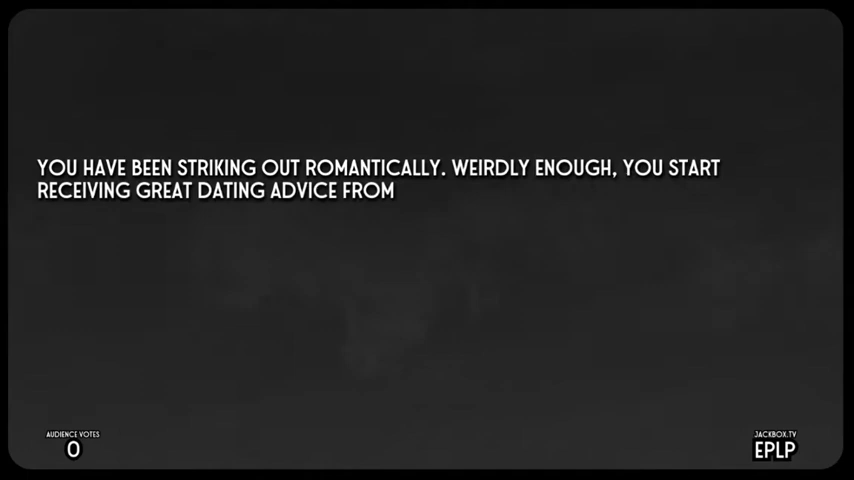 YOU HAVE BEEN STRIKING OUT ROMANTICALLY. WEIRDLY ENOUGH, YOU START
RECEIVING GREAT DATING ADVICE FROM
AUDIENCE VOTES
0
JACKBOX.TV
EPLP